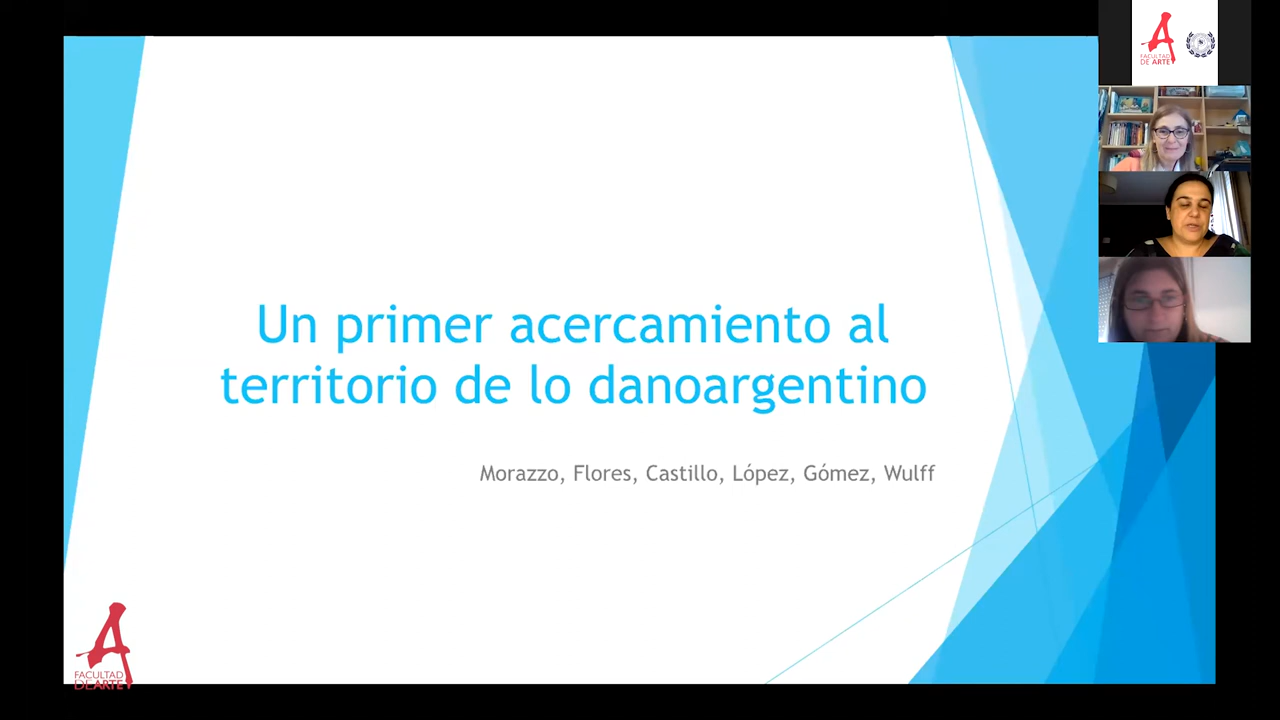 Un primer acercamiento al
territorio de lo danoargentino
Morazzo, Flores, Castillo, López, Gómez, Wulff
FACULTAD
DE ARTE
FACULTAD
DE ARTE